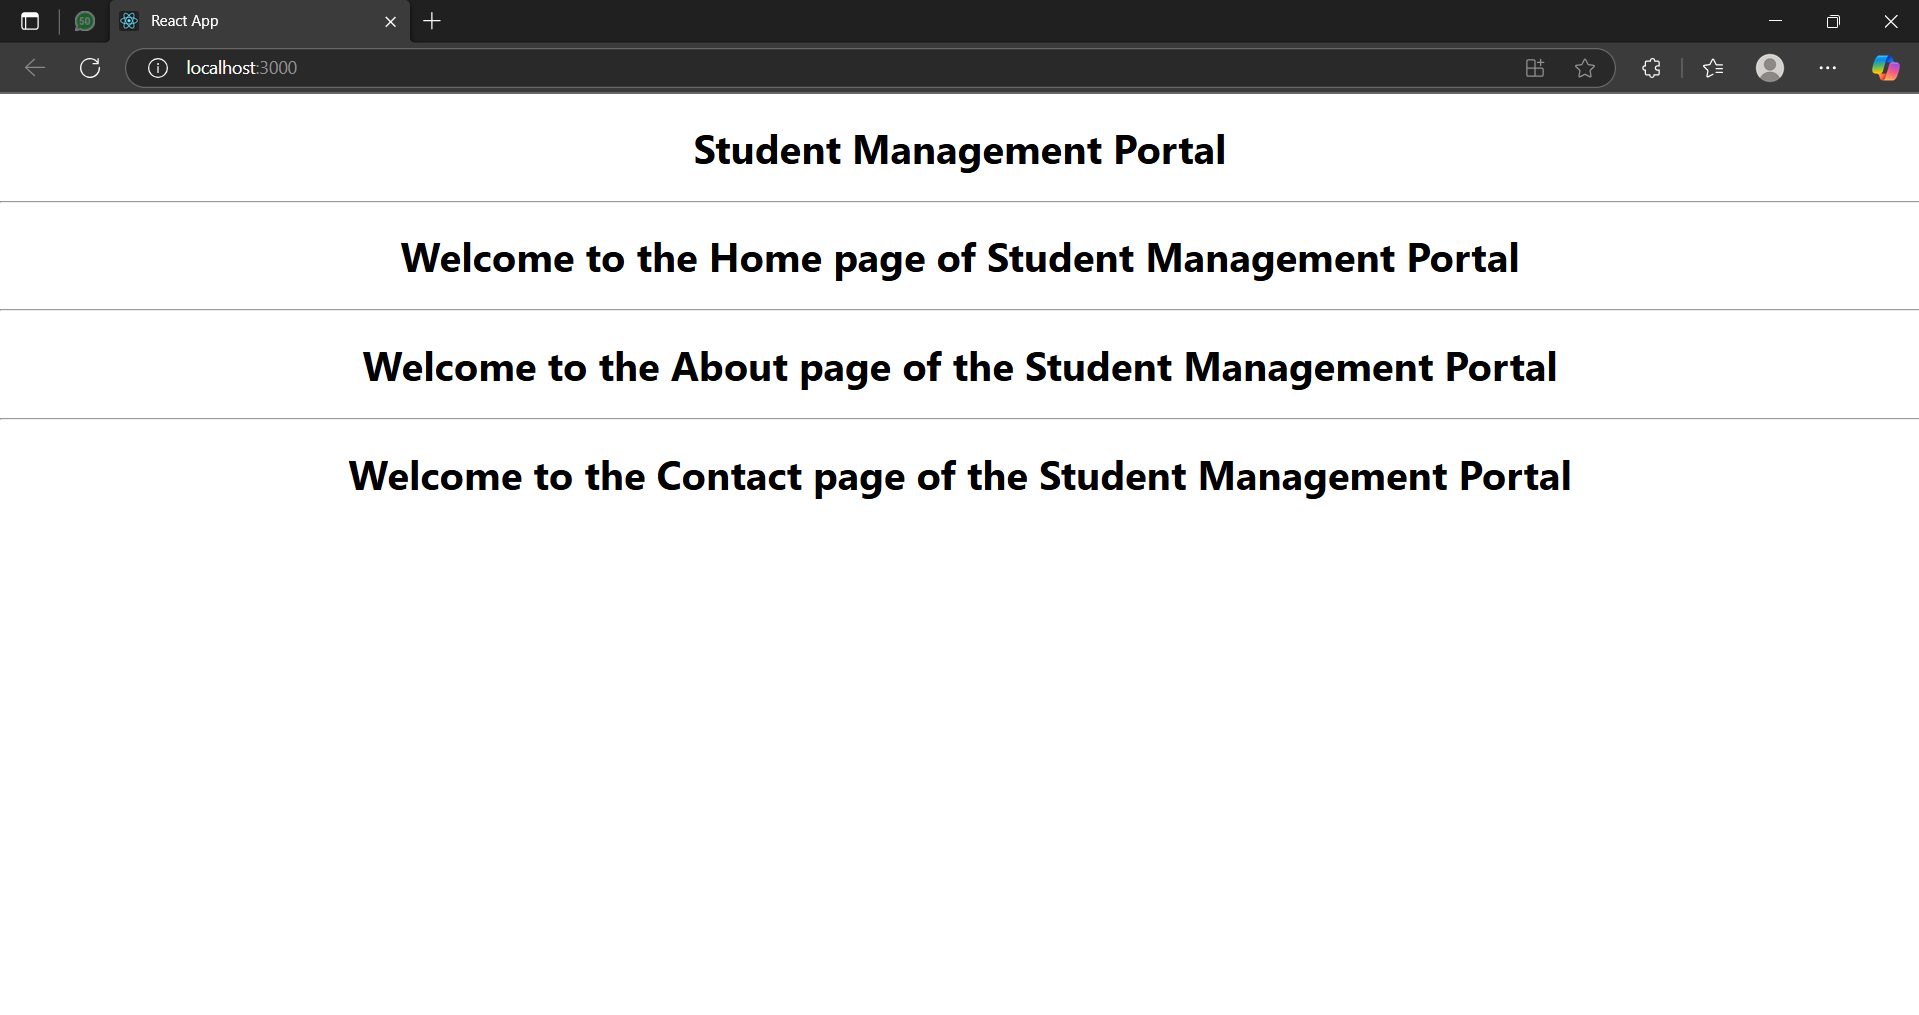 50
React App
localhost:3000
Student Management Portal
Welcome to the Home page of Student Management Portal
Welcome to the About page of the Student Management Portal
Welcome to the Contact page of the Student Management Portal